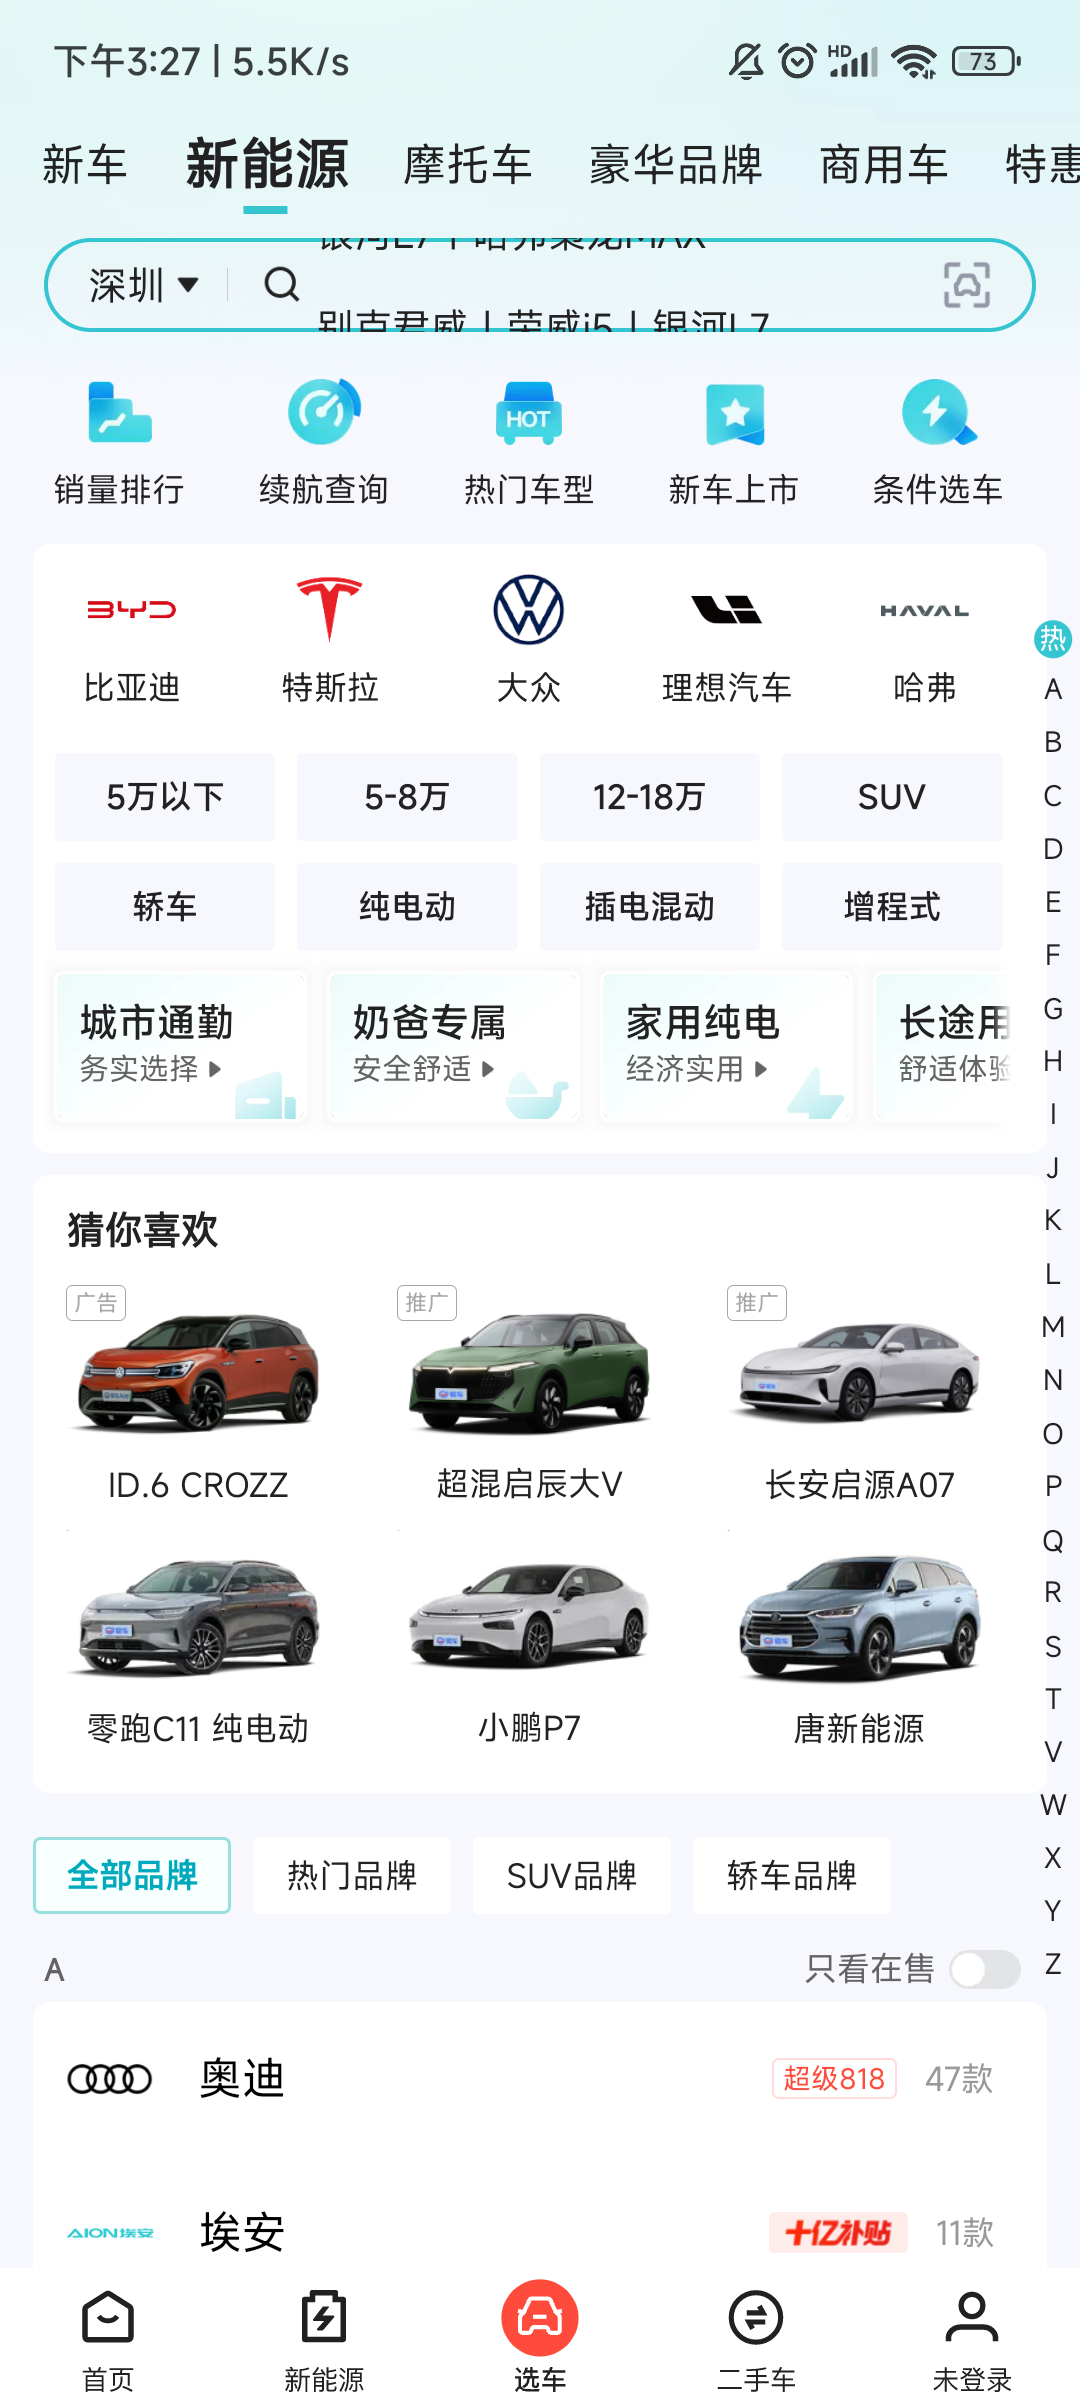 下午3:27 | 5.5K/s
HD
73
新车 新能源 摩托车 豪华品牌 商用车 特惠
银河L7 | 哈弗枭龙MAX
深圳
别克君威 | 荣威i5 | 银河L7
HOT
销量排行 续航查询 热门车型 新车上市 条件选车
BYD HAVAL
比亚迪 特斯拉 大众 理想汽车 哈弗
5万以下 5-8万 12-18万 SUV
轿车 纯电动 插电混动 增程式
城市通勤 奶爸专属 家用纯电 长途用
务实选择 安全舒适 经济实用 舒适体验
猜你喜欢
广告 推广 推广
ID.6 CROZZ 超混启辰大V 长安启源A07
零跑C11 纯电动 小鹏P7 唐新能源
全部品牌 热门品牌 SUV品牌 轿车品牌
A 只看在售
奥迪 超级818 47款
AION埃安 埃安 十亿补贴 11款
首页 新能源 选车 二手车 未登录
热
A
B
C
D
E
F
G
H
I
J
K
L
M
N
O
P
Q
R
S
T
V
W
X
Y
Z